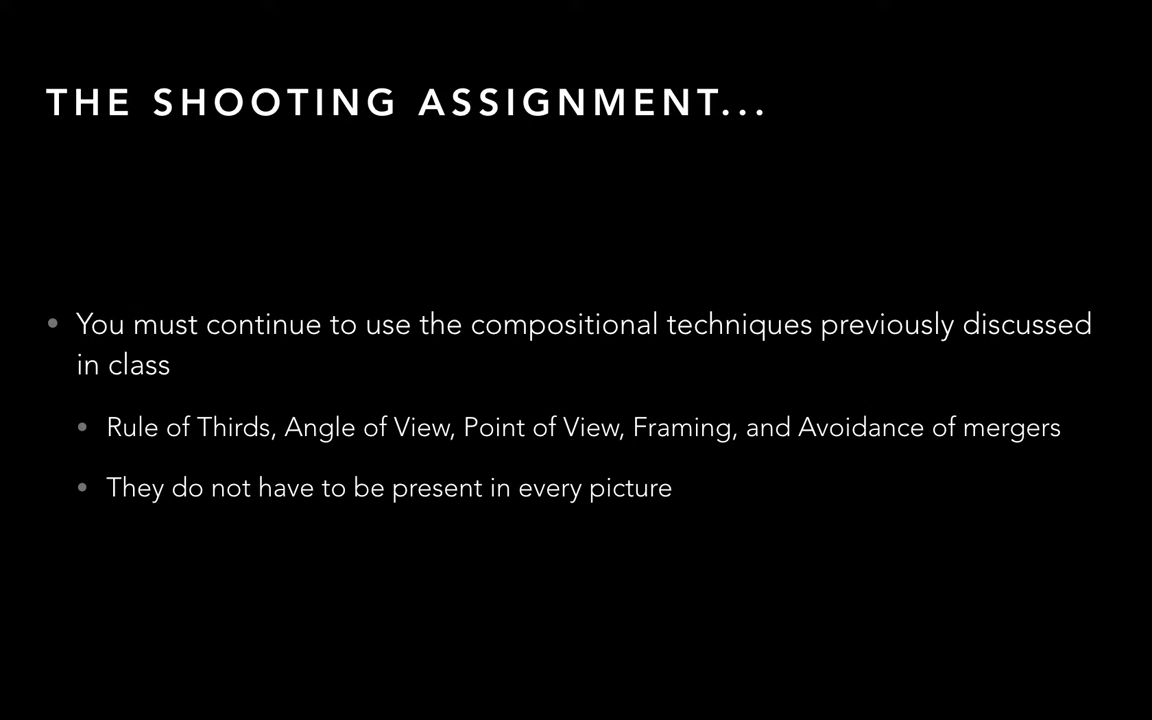 THE SHOOTING ASSIGNMENT...
• You must continue to use the compositional techniques previously discussed
in class
• Rule of Thirds, Angle of View, Point of View, Framing, and Avoidance of mergers
• They do not have to be present in every picture